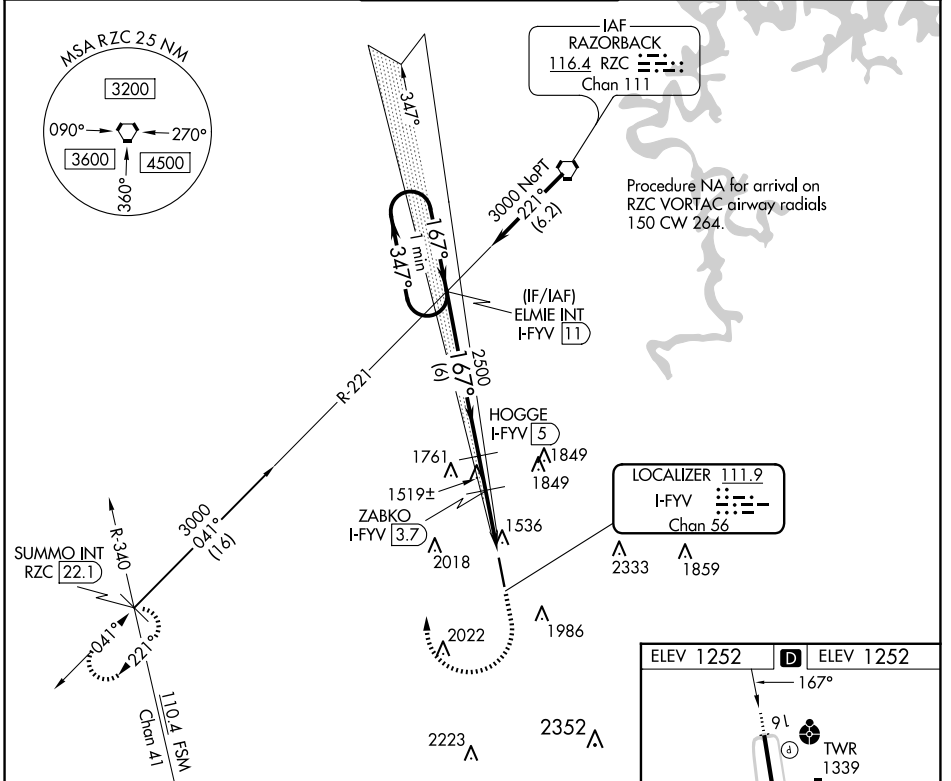 MSA RZC 25 NM
3200
090°
270°
3600
4500
360°
IAF
RAZORBACK
116.4 RZC
Chan 111
347°
3000 NoPT
221°
(6.2)
Procedure NA for arrival on
RZC VORTAC airway radials
150 CW 264.
167°
1 min
347°
(IF/IAF)
ELMIE INT
I-FYV 11
2500
167°
(6)
R-221
HOGGE
I-FYV 5
1761
1849
1849
1519±
ZABKO
I-FYV 3.7
1536
2018
LOCALIZER 111.9
I-FYV
Chan 56
2333
1859
3000
041°
(16)
R-340
SUMMO INT
RZC 22.1
041°
221°
110.4 FSM
Chan 41
2022
1986
2223
2352
ELEV 1252
D
ELEV 1252
167°
16
P
TWR
1339